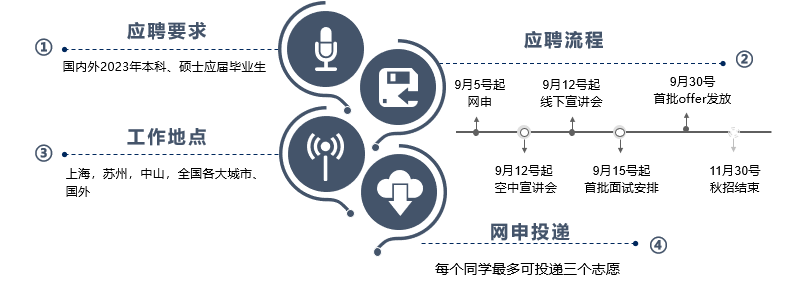 ① 应聘要求
国内外2023年本科、硕士应届毕业生
应聘流程 ②
9月5号起
网申
9月12号起
线下宣讲会
9月30号
首批offer发放
9月12号起
空中宣讲会
9月15号起
首批面试安排
11月30号
秋招结束
③ 工作地点
上海，苏州，中山，全国各大城市、
国外
网申投递 ④
每个同学最多可投递三个志愿